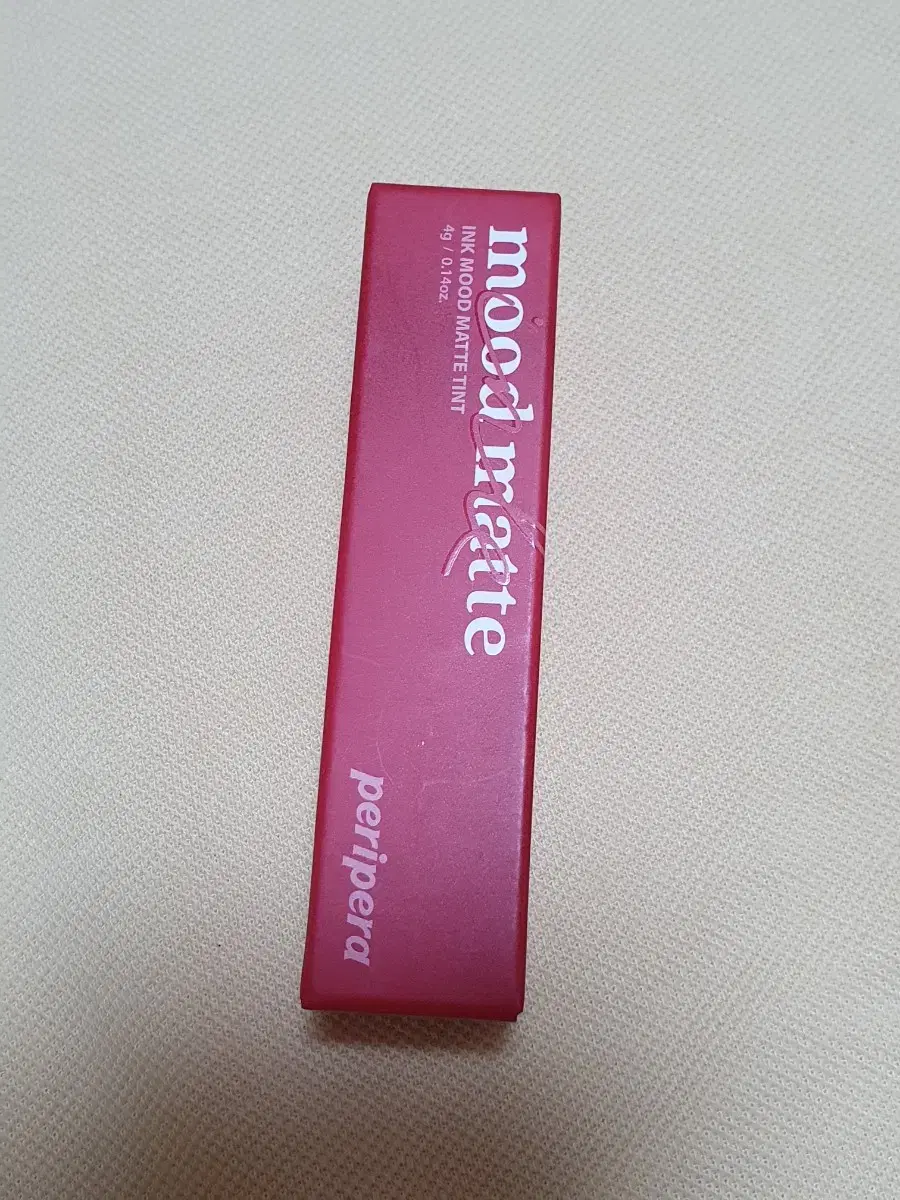 mood matte
INK MOOD MATTE TINT
4g / 0.14oz.
peripera